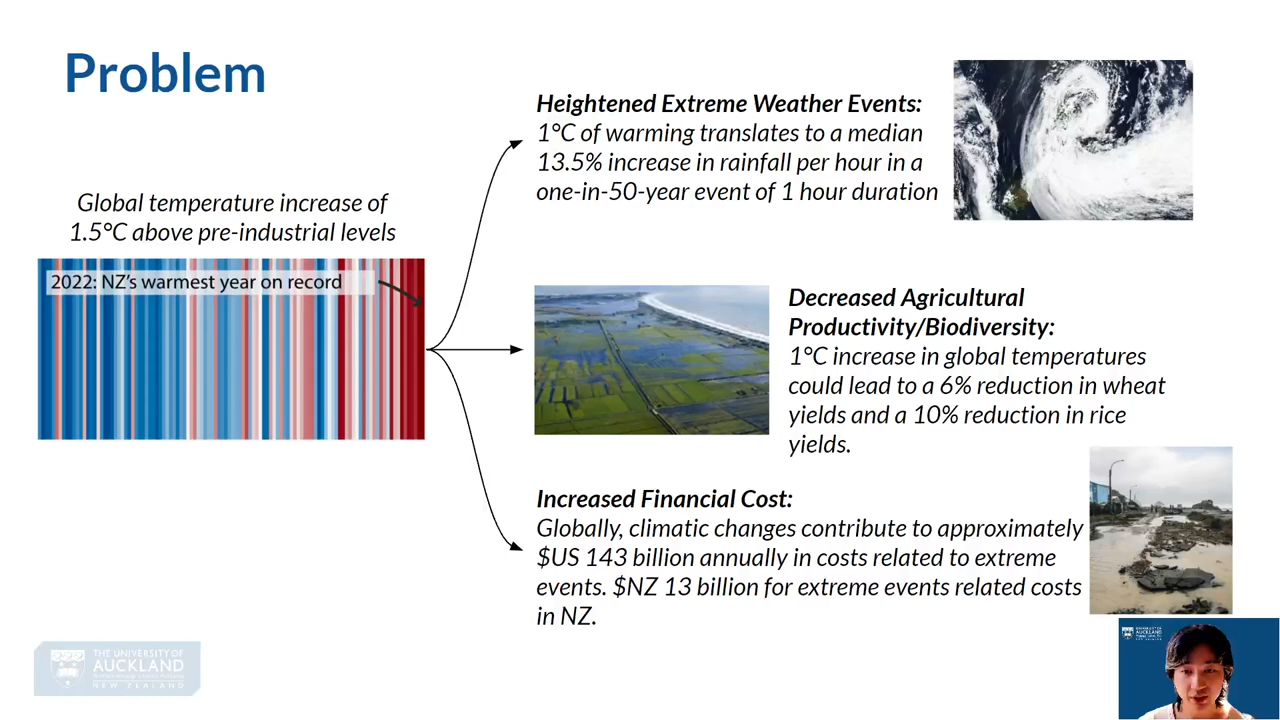 Problem
Global temperature increase of
1.5°C above pre-industrial levels
2022: NZ's warmest year on record
Heightened Extreme Weather Events:
1°C of warming translates to a median
13.5% increase in rainfall per hour in a
one-in-50-year event of 1 hour duration
Decreased Agricultural
Productivity/Biodiversity:
1°C increase in global temperatures
could lead to a 6% reduction in wheat
yields and a 10% reduction in rice
yields.
Increased Financial Cost:
Globally, climatic changes contribute to approximately
$US 143 billion annually in costs related to extreme
events. $NZ 13 billion for extreme events related costs
in NZ.
THE UNIVERSITY OF
AUCKLAND
NEW ZEALAND